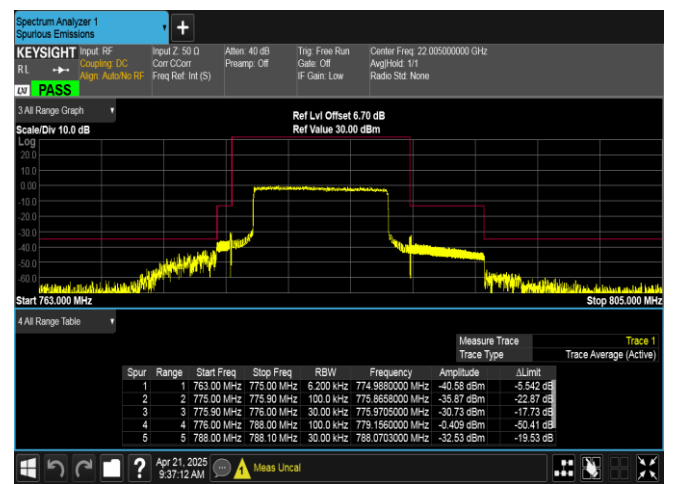 Spectrum Analyzer 1
Spurious Emissions
KEYSIGHT Input: RF Input Z: 50 Ω Atten: 40 dB Trig: Free Run Center Freq: 22.005000000 GHz
RL Coupling: DC Corr CCorr Preamp: Off Gate: Off Avg|Hold: 1/1
Align: Auto/No RF Freq Ref: Int (S) IF Gain: Low Radio Std: None
LXI PASS
3 All Range Graph
Ref Lvl Offset 6.70 dB
Scale/Div 10.0 dB Ref Value 30.00 dBm
Log
20.0
10.0
0.00
-10.0
-20.0
-30.0
-40.0
-50.0
-60.0
Start 763.000 MHz Stop 805.000 MHz
4 All Range Table
Measure Trace Trace 1
Trace Type Trace Average (Active)
Spur Range Start Freq Stop Freq RBW Frequency Amplitude ΔLimit
1 1 763.00 MHz 775.00 MHz 6.200 kHz 774.9880000 MHz -40.58 dBm -5.542 dB
2 2 775.00 MHz 775.90 MHz 100.0 kHz 775.8658000 MHz -35.87 dBm -22.87 dB
3 3 775.90 MHz 776.00 MHz 30.00 kHz 775.9705000 MHz -30.73 dBm -17.73 dB
4 4 776.00 MHz 788.00 MHz 100.0 kHz 779.1560000 MHz -0.409 dBm -50.41 dB
5 5 788.00 MHz 788.10 MHz 30.00 kHz 788.0703000 MHz -32.53 dBm -19.53 dB
? Apr 21, 2025
9:37:12 AM
Meas Uncal